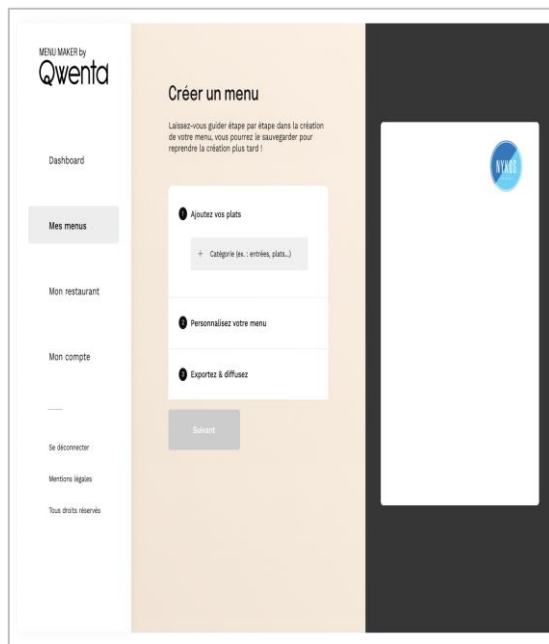 MENU MAKER by
Qwenta
Dashboard
Mes menus
Mon restaurant
Mon compte
Se déconnecter
Mentions légales
Tous droits réservés
Créer un menu
Laissez-vous guider étape par étape dans la création
de votre menu, vous pourrez le sauvegarder pour
reprendre la création plus tard !
1 Ajoutez vos plats
+ Catégorie (ex. : entrées, plats...)
2 Personnalisez votre menu
3 Exportez & diffusez
Suivant
NYKOS